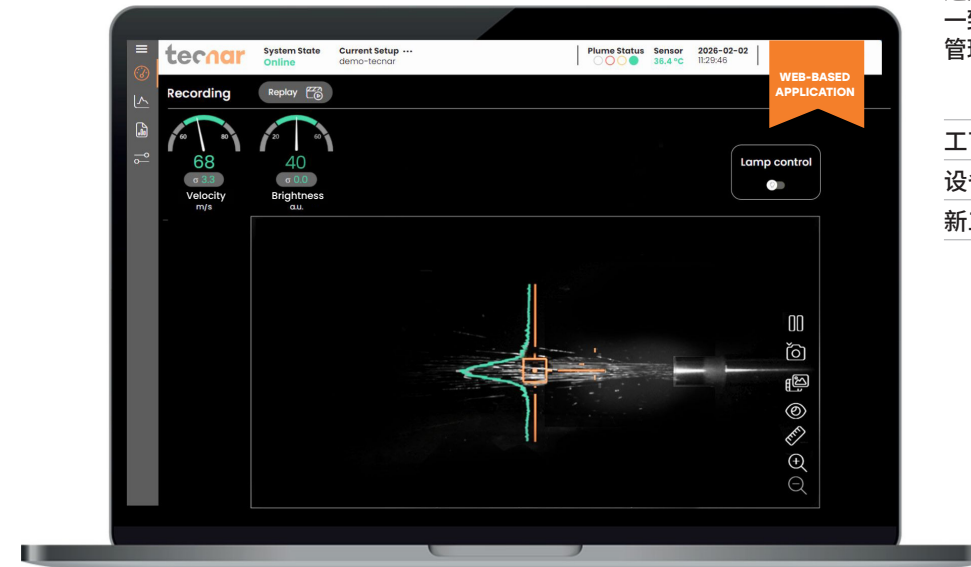 tecnar
System State
Online
Current Setup ...
demo-tecnar
Plume Status
Sensor
36.4 °C
2026-02-02
11:29:46
WEB-BASED
APPLICATION
Recording
Replay
60 80
68
σ 3.3
Velocity
m/s
20 60
40
σ 0.0
Brightness
a.u.
Lamp control
一
管理
工
设
新